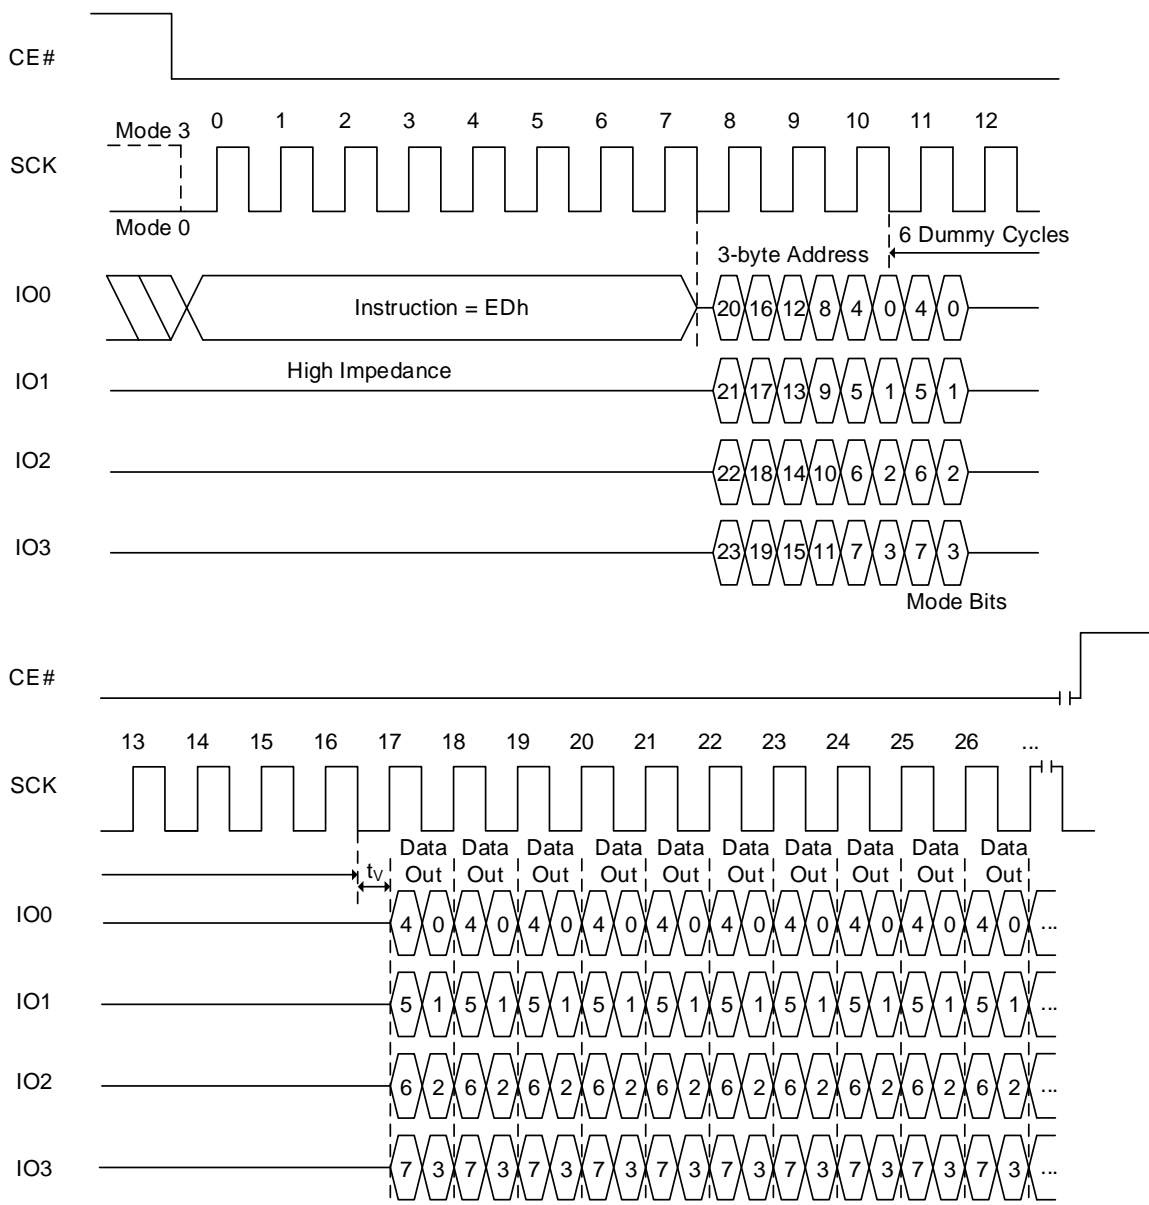 CE#
Mode 3 0 1 2 3 4 5 6 7 8 9 10 11 12
SCK
Mode 0
6 Dummy Cycles
3-byte Address
IO0 Instruction = EDh 20 16 12 8 4 0 4 0
IO1 High Impedance 21 17 13 9 5 1 5 1
IO2 22 18 14 10 6 2 6 2
IO3 23 19 15 11 7 3 7 3
Mode Bits
CE#
13 14 15 16 17 18 19 20 21 22 23 24 25 26 ...
SCK
Data Data Data Data Data Data Data Data Data Data
tV Out Out Out Out Out Out Out Out Out Out
IO0 4 0 4 0 4 0 4 0 4 0 4 0 4 0 4 0 4 0 4 0 ...
IO1 5 1 5 1 5 1 5 1 5 1 5 1 5 1 5 1 5 1 5 1 ...
IO2 6 2 6 2 6 2 6 2 6 2 6 2 6 2 6 2 6 2 6 2 ...
IO3 7 3 7 3 7 3 7 3 7 3 7 3 7 3 7 3 7 3 7 3 ...